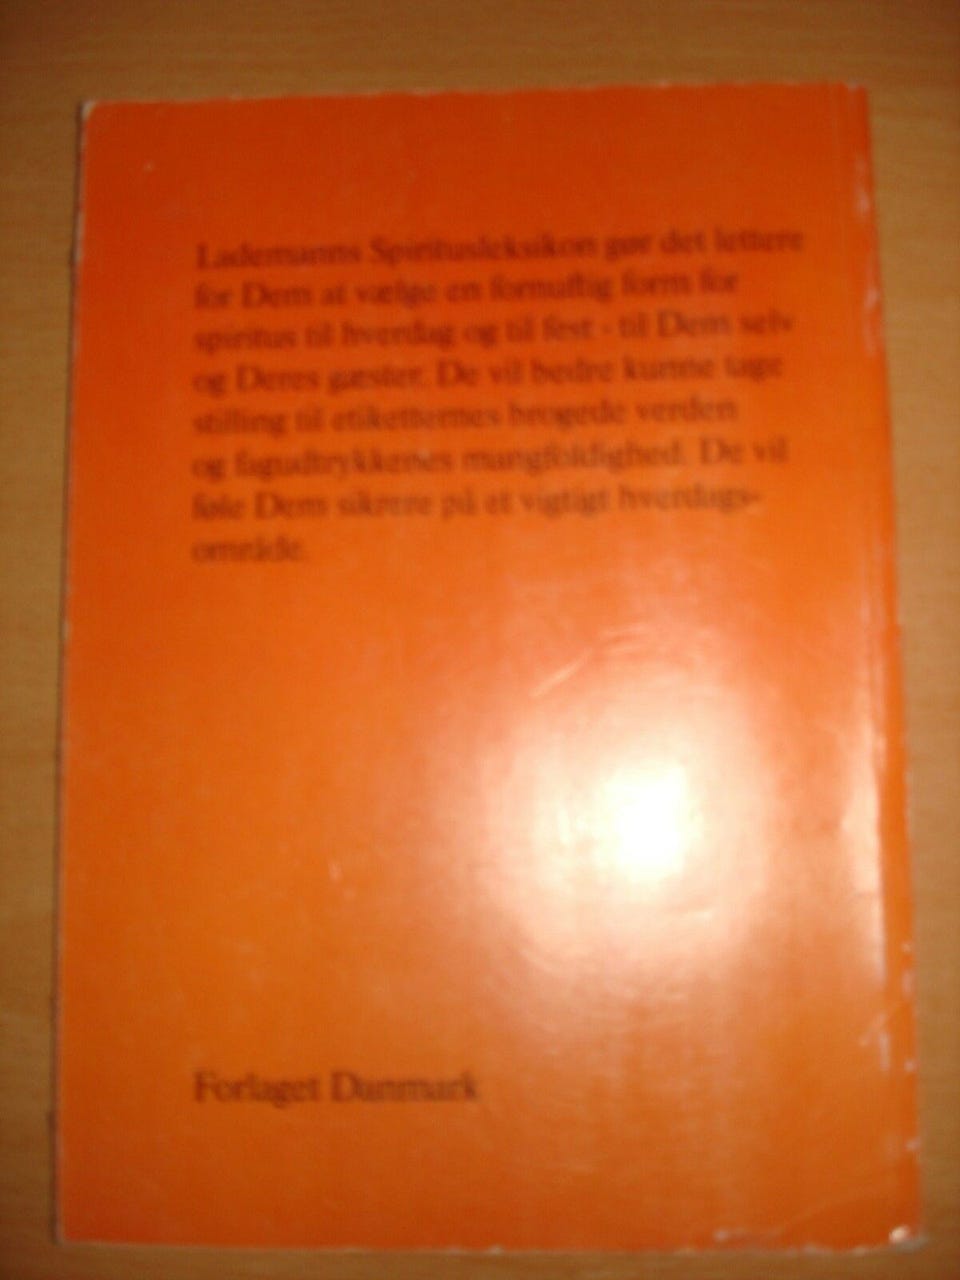 Lademanns Spiritusleksikon gør det lettere
for Dem at vælge en fornuftig form for
spiritus til hverdag og til fest - til Dem selv
og Deres gæster. De vil bedre kunne tage
stilling til etiketternes brogede verden
og fagudtrykkenes mangfoldighed. De vil
føle Dem sikrere på et vigtigt hverdags-
område.
Forlaget Danmark